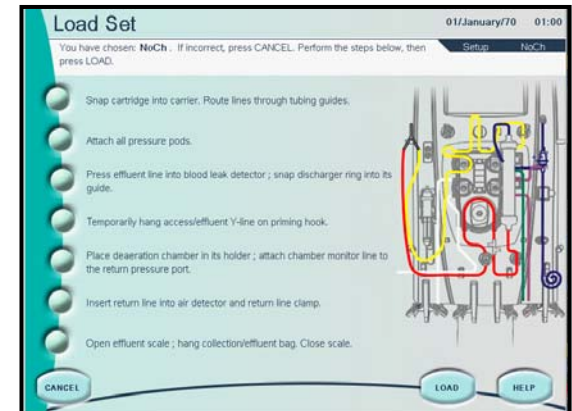 Load Set
01/January/70 01:00
You have chosen: NoCh . If incorrect, press CANCEL. Perform the steps below, then
press LOAD.
Setup NoCh
Snap cartridge into carrier. Route lines through tubing guides.
Attach all pressure pods.
Press effluent line into blood leak detector ; snap discharger ring into its
guide.
Temporarily hang access/effluent Y-line on priming hook.
Place deaeration chamber in its holder ; attach chamber monitor line to
the return pressure port.
Insert return line into air detector and return line clamp.
Open effluent scale ; hang collection/effluent bag. Close scale.
CANCEL
LOAD
HELP